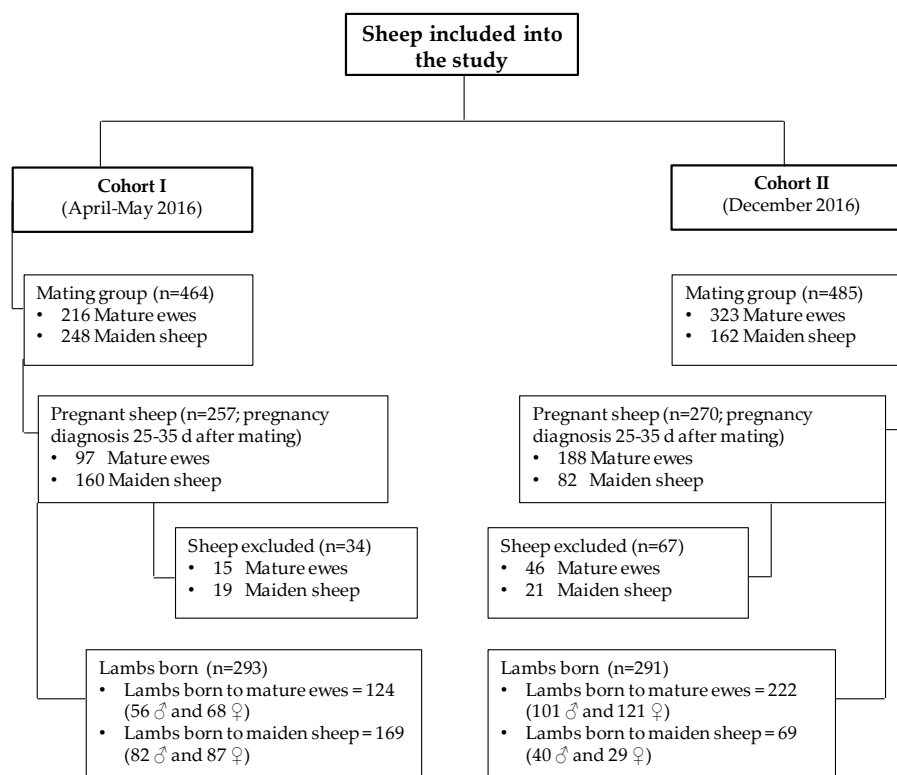 Sheep included into
the study
Cohort I
(April-May 2016)
Mating group (n=464)
• 216 Mature ewes
• 248 Maiden sheep
Pregnant sheep (n=257; pregnancy
diagnosis 25-35 d after mating)
• 97 Mature ewes
• 160 Maiden sheep
Sheep excluded (n=34)
• 15 Mature ewes
• 19 Maiden sheep
Lambs born (n=293)
• Lambs born to mature ewes = 124
(56 ♂ and 68 ♀)
• Lambs born to maiden sheep = 169
(82 ♂ and 87 ♀)
Cohort II
(December 2016)
Mating group (n=485)
• 323 Mature ewes
• 162 Maiden sheep
Pregnant sheep (n=270; pregnancy
diagnosis 25-35 d after mating)
• 188 Mature ewes
• 82 Maiden sheep
Sheep excluded (n=67)
• 46 Mature ewes
• 21 Maiden sheep
Lambs born (n=291)
• Lambs born to mature ewes = 222
(101 ♂ and 121 ♀)
• Lambs born to maiden sheep = 69
(40 ♂ and 29 ♀)